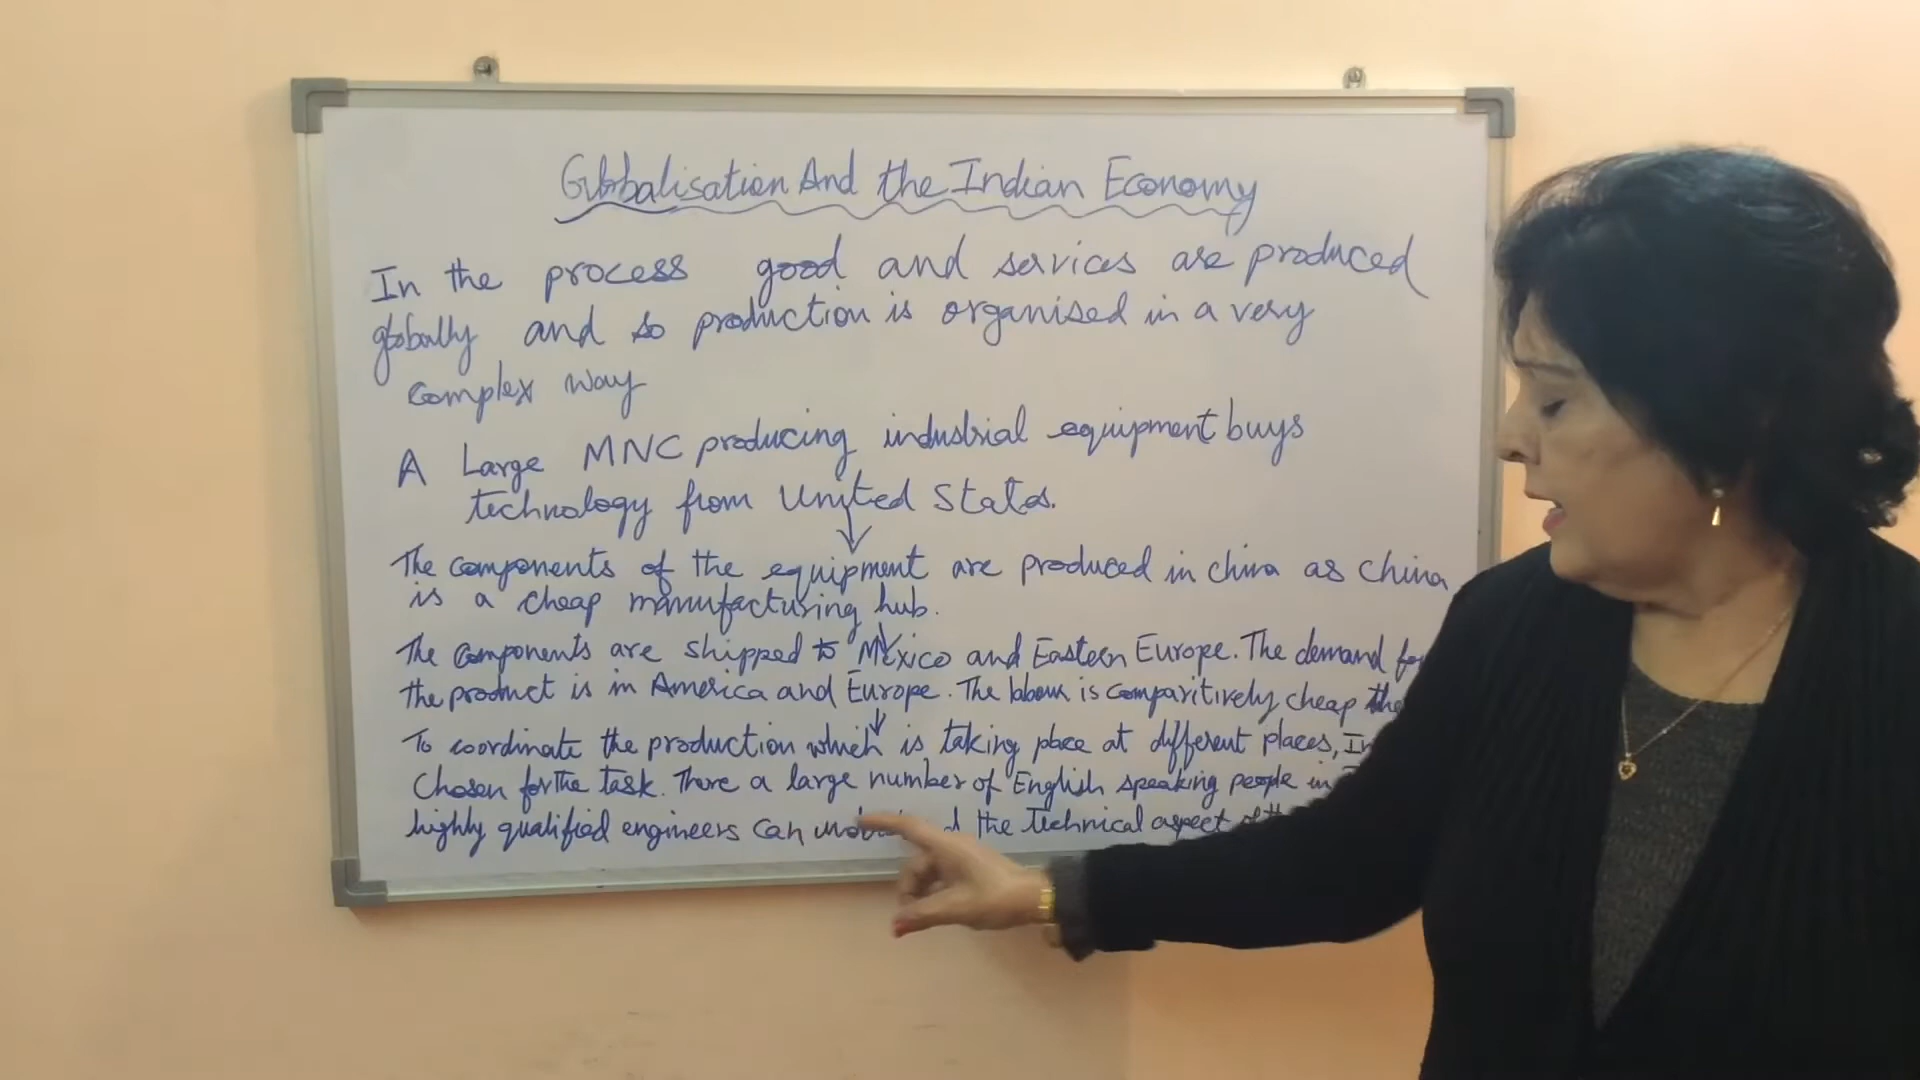 Globalisation And the Indian Economy
In the process good and services are produced
globally and so production is organised in a very
complex way
A Large MNC producing industrial equipment buys
technology from United States.
The components of the equipment are produced in china as china
is a cheap manufacturing hub.
The components are shipped to Mexico and Eastern Europe. The demand for
the product is in America and Europe. The labour is comparitively cheap
To coordinate the production which is taking place at different places,
Chosen for the task. There a large number of English speaking people in
highly qualified engineers can the Technical aspect